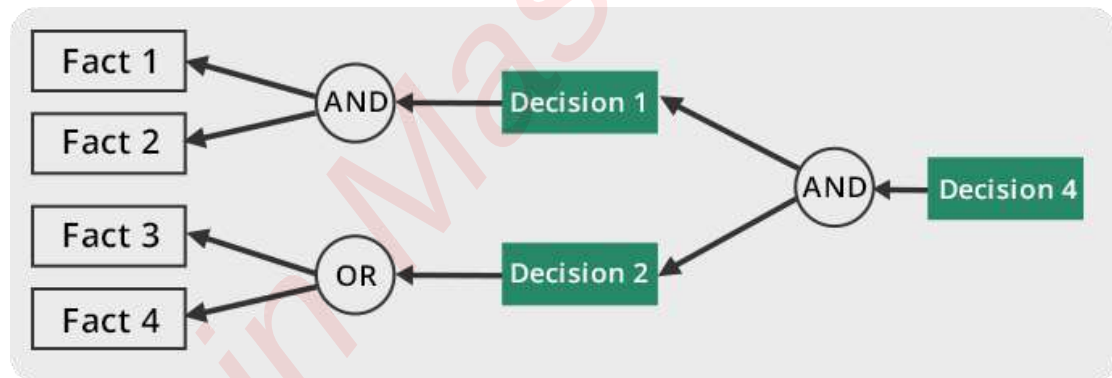 Fact 1
Fact 2
AND
Decision 1
AND
Decision 4
Fact 3
Fact 4
OR
Decision 2